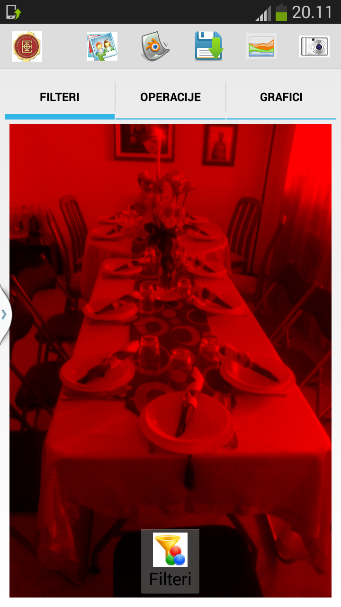 20.11
FILTERI
OPERACIJE
GRAFICI
Filteri